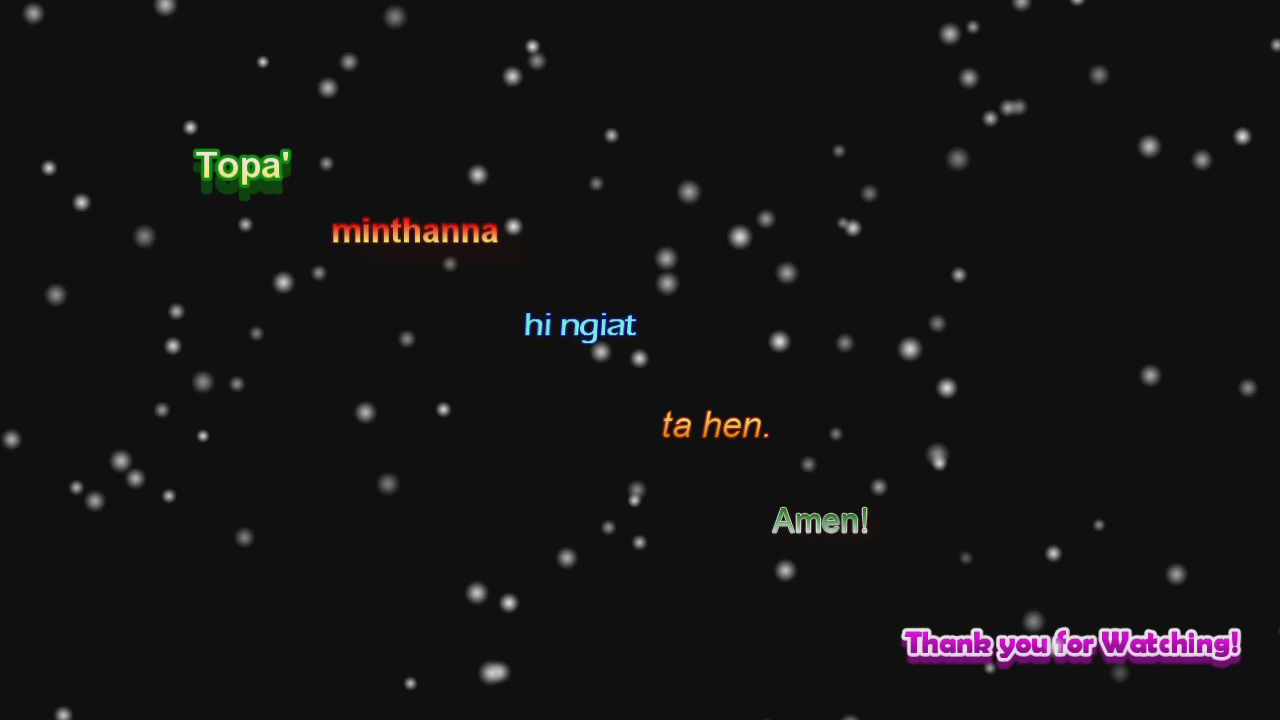 Topa'
minthanna
hi ngiat
ta hen.
Amen!
Thank you for Watching!